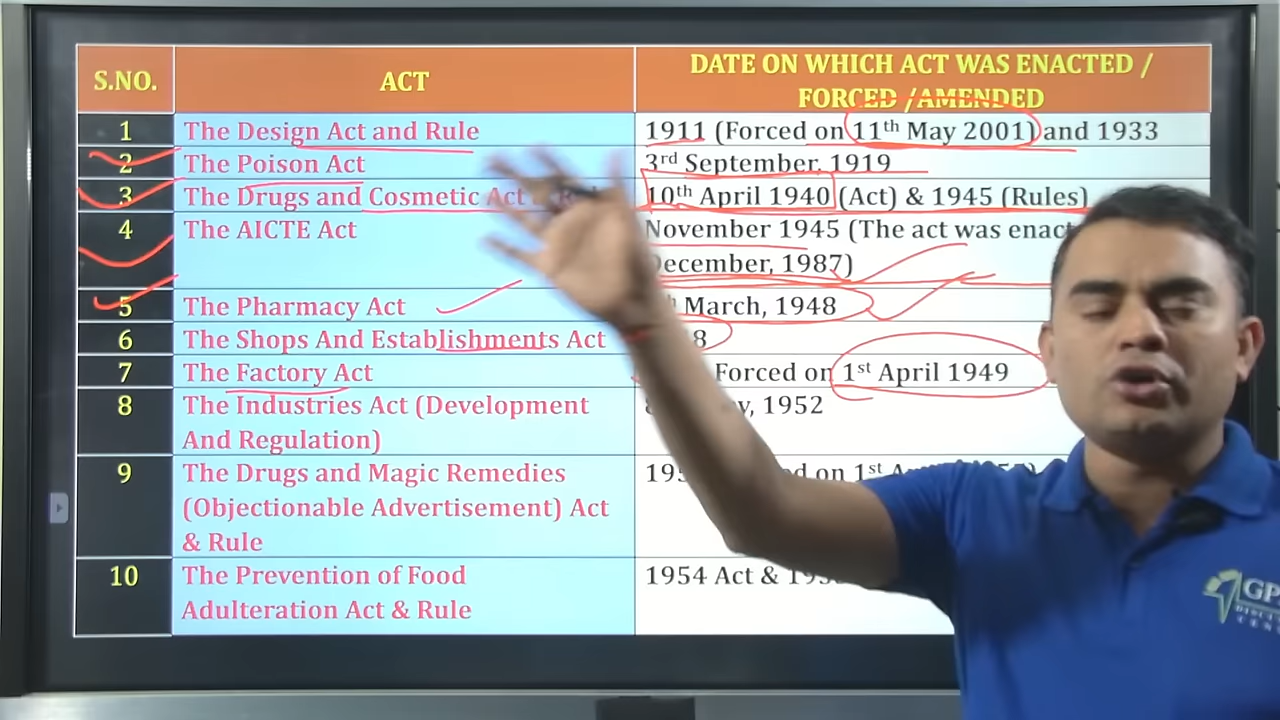 S.NO. ACT DATE ON WHICH ACT WAS ENACTED /
FORCED /AMENDED
1 The Design Act and Rule 1911 (Forced on 11th May 2001) and 1933
2 The Poison Act 3rd September, 1919
3 The Drugs and Cosmetic Act 10th April 1940 (Act) & 1945 (Rules)
4 The AICTE Act November 1945 (The act was
December, 1987)
5 The Pharmacy Act March, 1948
6 The Shops And Establishments Act 8
7 The Factory Act Forced on 1st April 1949
8 The Industries Act (Development 1952
And Regulation)
9 The Drugs and Magic Remedies on 1st
(Objectionable Advertisement) Act
& Rule
10 The Prevention of Food 1954 Act &
Adulteration Act & Rule